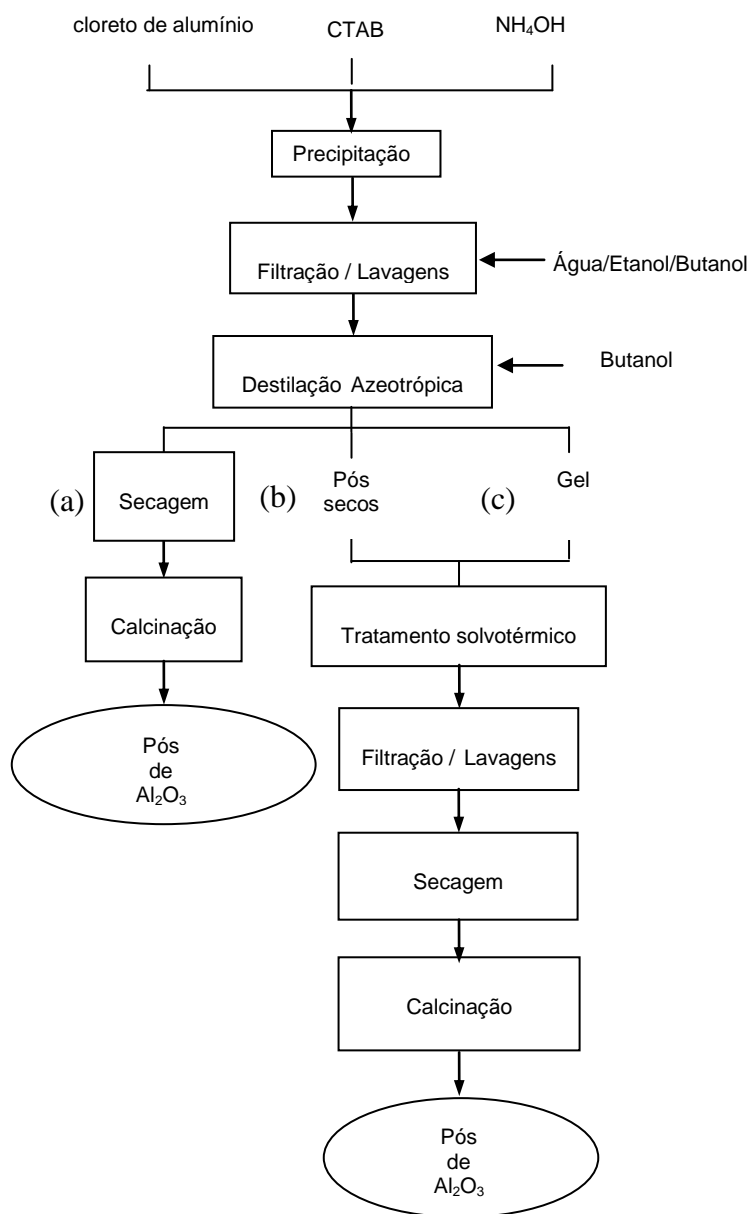 cloreto de alumínio
CTAB
NH₄OH
Precipitação
Filtração / Lavagens
Água/Etanol/Butanol
Destilação Azeotrópica
Butanol
(a)
Secagem
(b)
Pós
secos
(c)
Gel
Calcinação
Tratamento solvotérmico
Pós
de
Al₂O₃
Filtração / Lavagens
Secagem
Calcinação
Pós
de
Al₂O₃